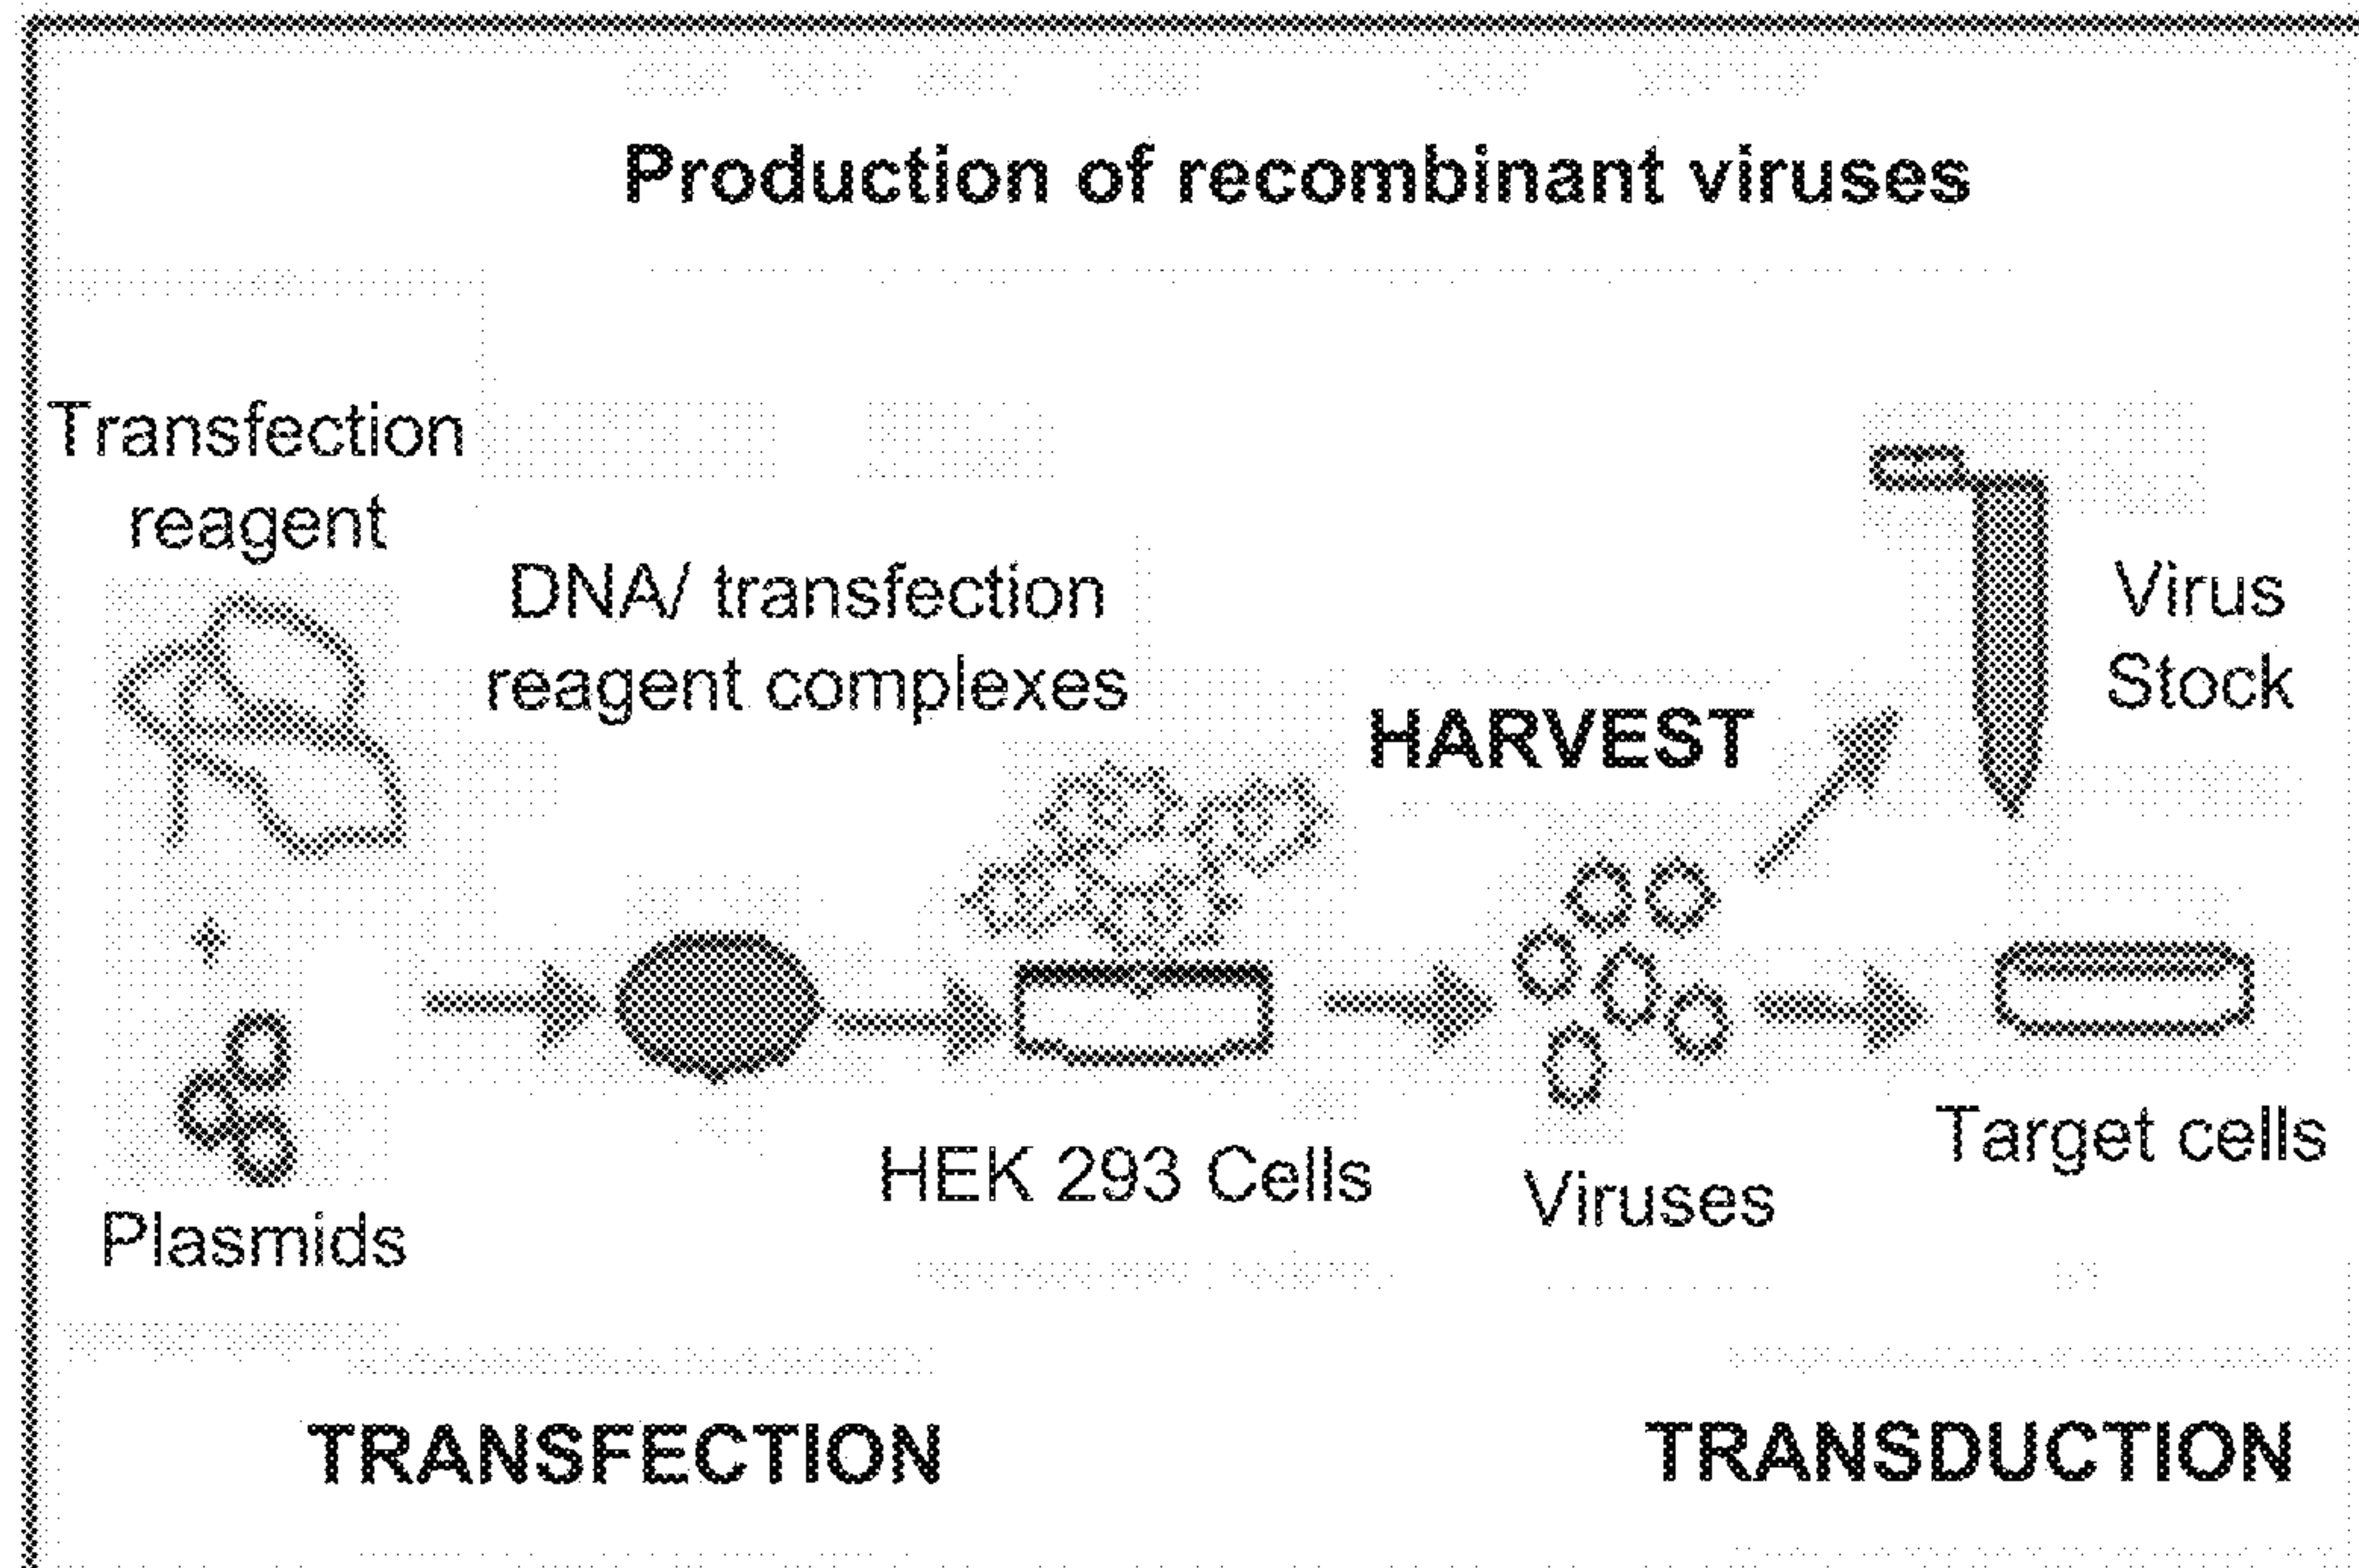 Production of recombinant viruses
Transfection
reagent
DNA/ transfection
reagent complexes
HARVEST
Virus
Stock
HEK 293 Cells
Viruses
Target cells
Plasmids
TRANSFECTION
TRANSDUCTION